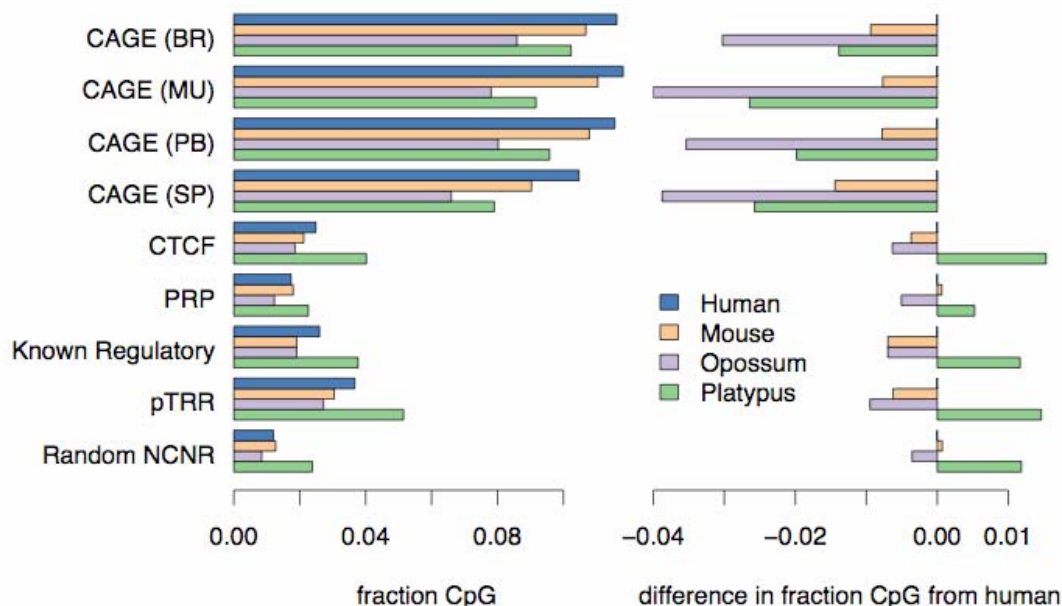 CAGE (BR)
CAGE (MU)
CAGE (PB)
CAGE (SP)
CTCF
PRP
Known Regulatory
pTRR
Random NCNR
Human
Mouse
Opossum
Platypus
0.00 0.04 0.08
−0.04 −0.02 0.00 0.01
fraction CpG
difference in fraction CpG from human